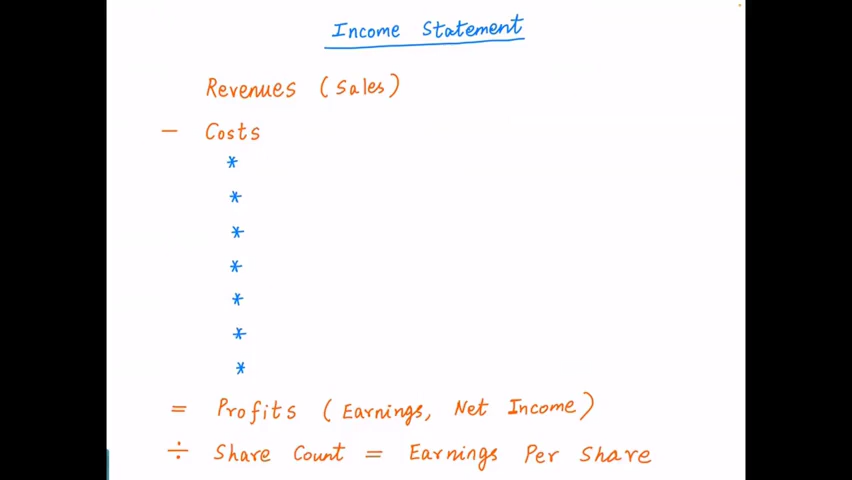 Income Statement
Revenues (Sales)
- Costs
*
*
*
*
*
*
*
= Profits (Earnings, Net Income)
÷ Share Count = Earnings Per Share